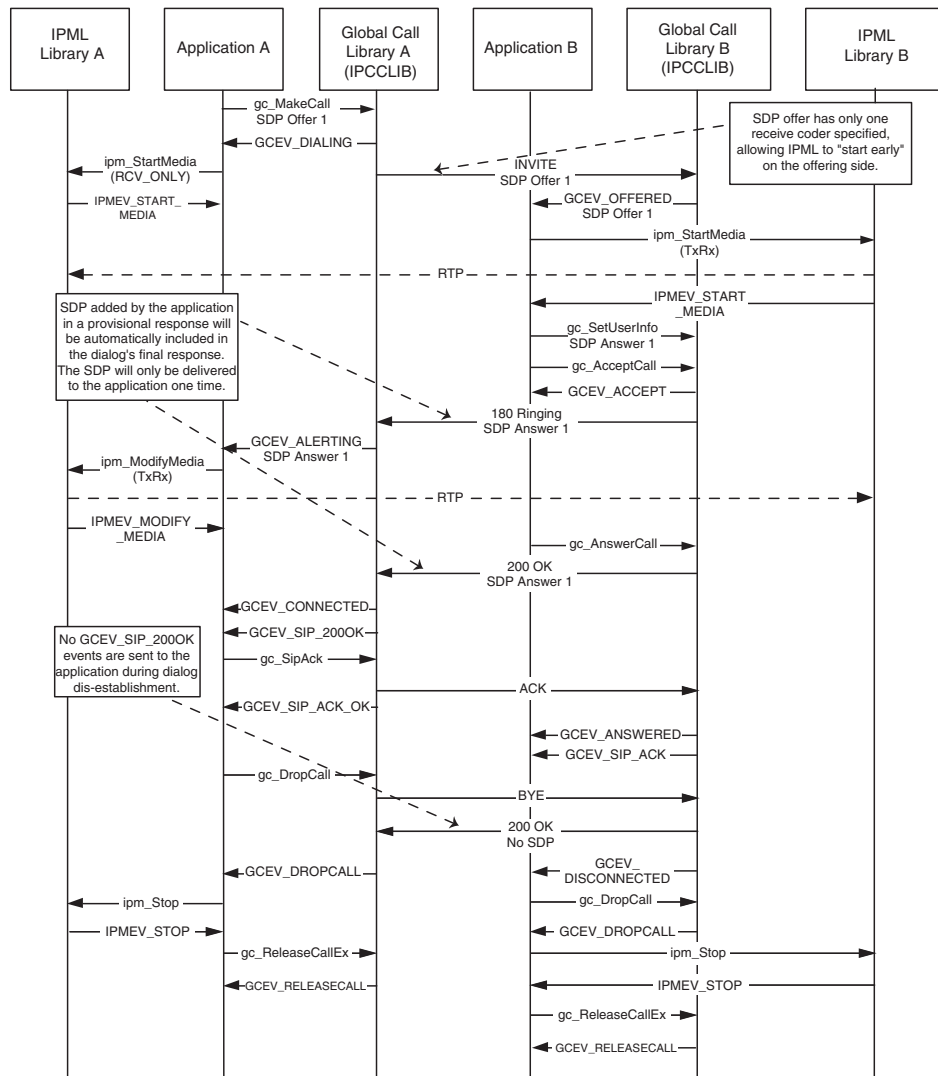 IPML
Library A
Application A
Global Call
Library A
(IPCCLIB)
Application B
Global Call
Library B
(IPCCLIB)
IPML
Library B
gc_MakeCall
SDP Offer 1
SDP offer has only one
receive coder specified,
allowing IPML to "start early"
on the offering side.
GCEV_DIALING
ipm_StartMedia
(RCV_ONLY)
INVITE
SDP Offer 1
IPMEV_START_
MEDIA
GCEV_OFFERED
SDP Offer 1
ipm_StartMedia
(TxRx)
RTP
IPMEV_START
_MEDIA
SDP added by the application
in a provisional response will
be automatically included in
the dialog's final response.
The SDP will only be delivered
to the application one time.
gc_SetUserInfo
SDP Answer 1
gc_AcceptCall
GCEV_ACCEPT
180 Ringing
SDP Answer 1
GCEV_ALERTING
SDP Answer 1
ipm_ModifyMedia
(TxRx)
RTP
IPMEV_MODIFY
_MEDIA
gc_AnswerCall
200 OK
SDP Answer 1
GCEV_CONNECTED
GCEV_SIP_200OK
No GCEV_SIP_200OK
events are sent to the
application during dialog
dis-establishment.
gc_SipAck
ACK
GCEV_SIP_ACK_OK
GCEV_ANSWERED
GCEV_SIP_ACK
gc_DropCall
BYE
200 OK
No SDP
GCEV_DROPCALL
GCEV_
DISCONNECTED
ipm_Stop
gc_DropCall
IPMEV_STOP
GCEV_DROPCALL
gc_ReleaseCallEx
ipm_Stop
GCEV_RELEASECALL
IPMEV_STOP
gc_ReleaseCallEx
GCEV_RELEASECALL